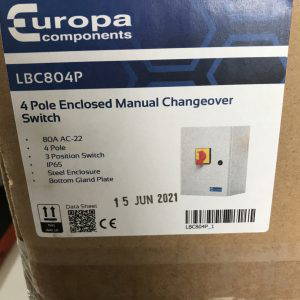 Europa
components
LBC804P
4 Pole Enclosed Manual Changeover
Switch
80A AC-22
4 Pole
3 Position Switch
IP65
Steel Enclosure
Bottom Gland Plate
Data Sheet
15 JUN 2021
CE
LBC804P_1